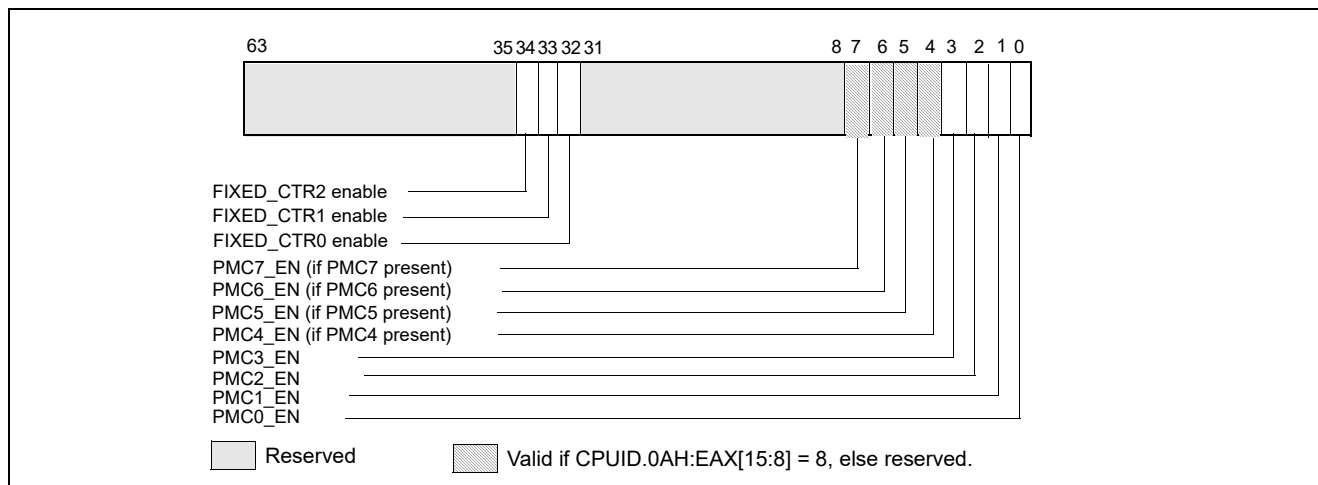 63 35 34 33 32 31 8 7 6 5 4 3 2 1 0
FIXED_CTR2 enable
FIXED_CTR1 enable
FIXED_CTR0 enable
PMC7_EN (if PMC7 present)
PMC6_EN (if PMC6 present)
PMC5_EN (if PMC5 present)
PMC4_EN (if PMC4 present)
PMC3_EN
PMC2_EN
PMC1_EN
PMC0_EN
Reserved Valid if CPUID.0AH:EAX[15:8] = 8, else reserved.